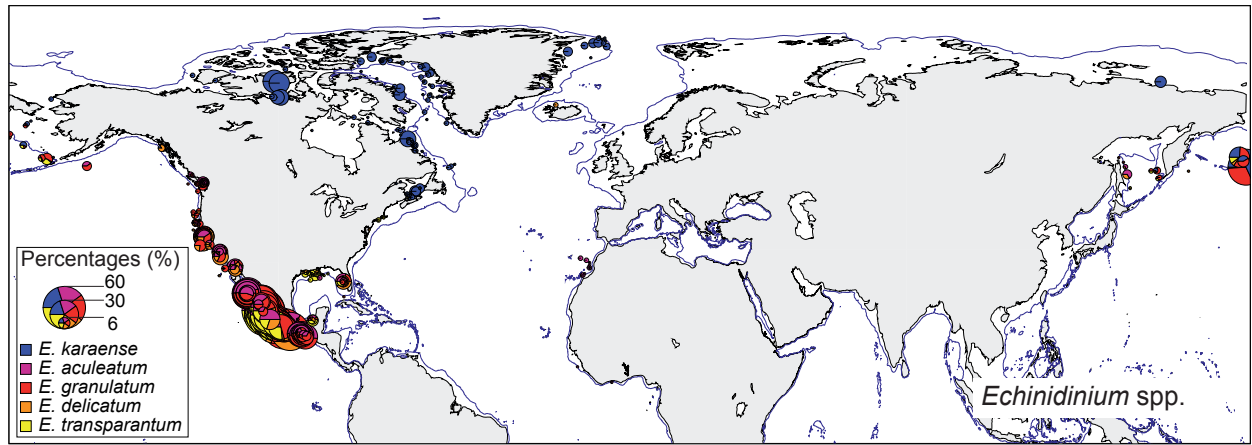 Percentages (%)
60
30
6
E. karaense
E. aculeatum
E. granulatum
E. delicatum
E. transparantum
Echinidinium spp.